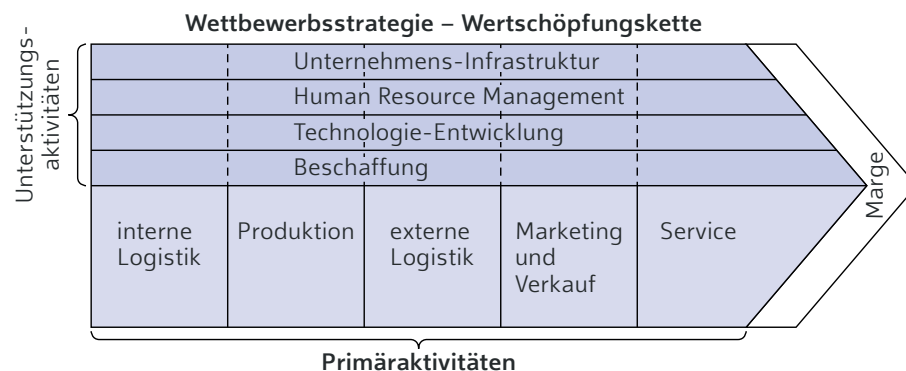 Wettbewerbsstrategie – Wertschöpfungskette
Unterstützungs-
aktivitäten
Unternehmens-Infrastruktur
Human Resource Management
Technologie-Entwicklung
Beschaffung
interne
Logistik
Produktion
externe
Logistik
Marketing
und
Verkauf
Service
Marge
Primäraktivitäten